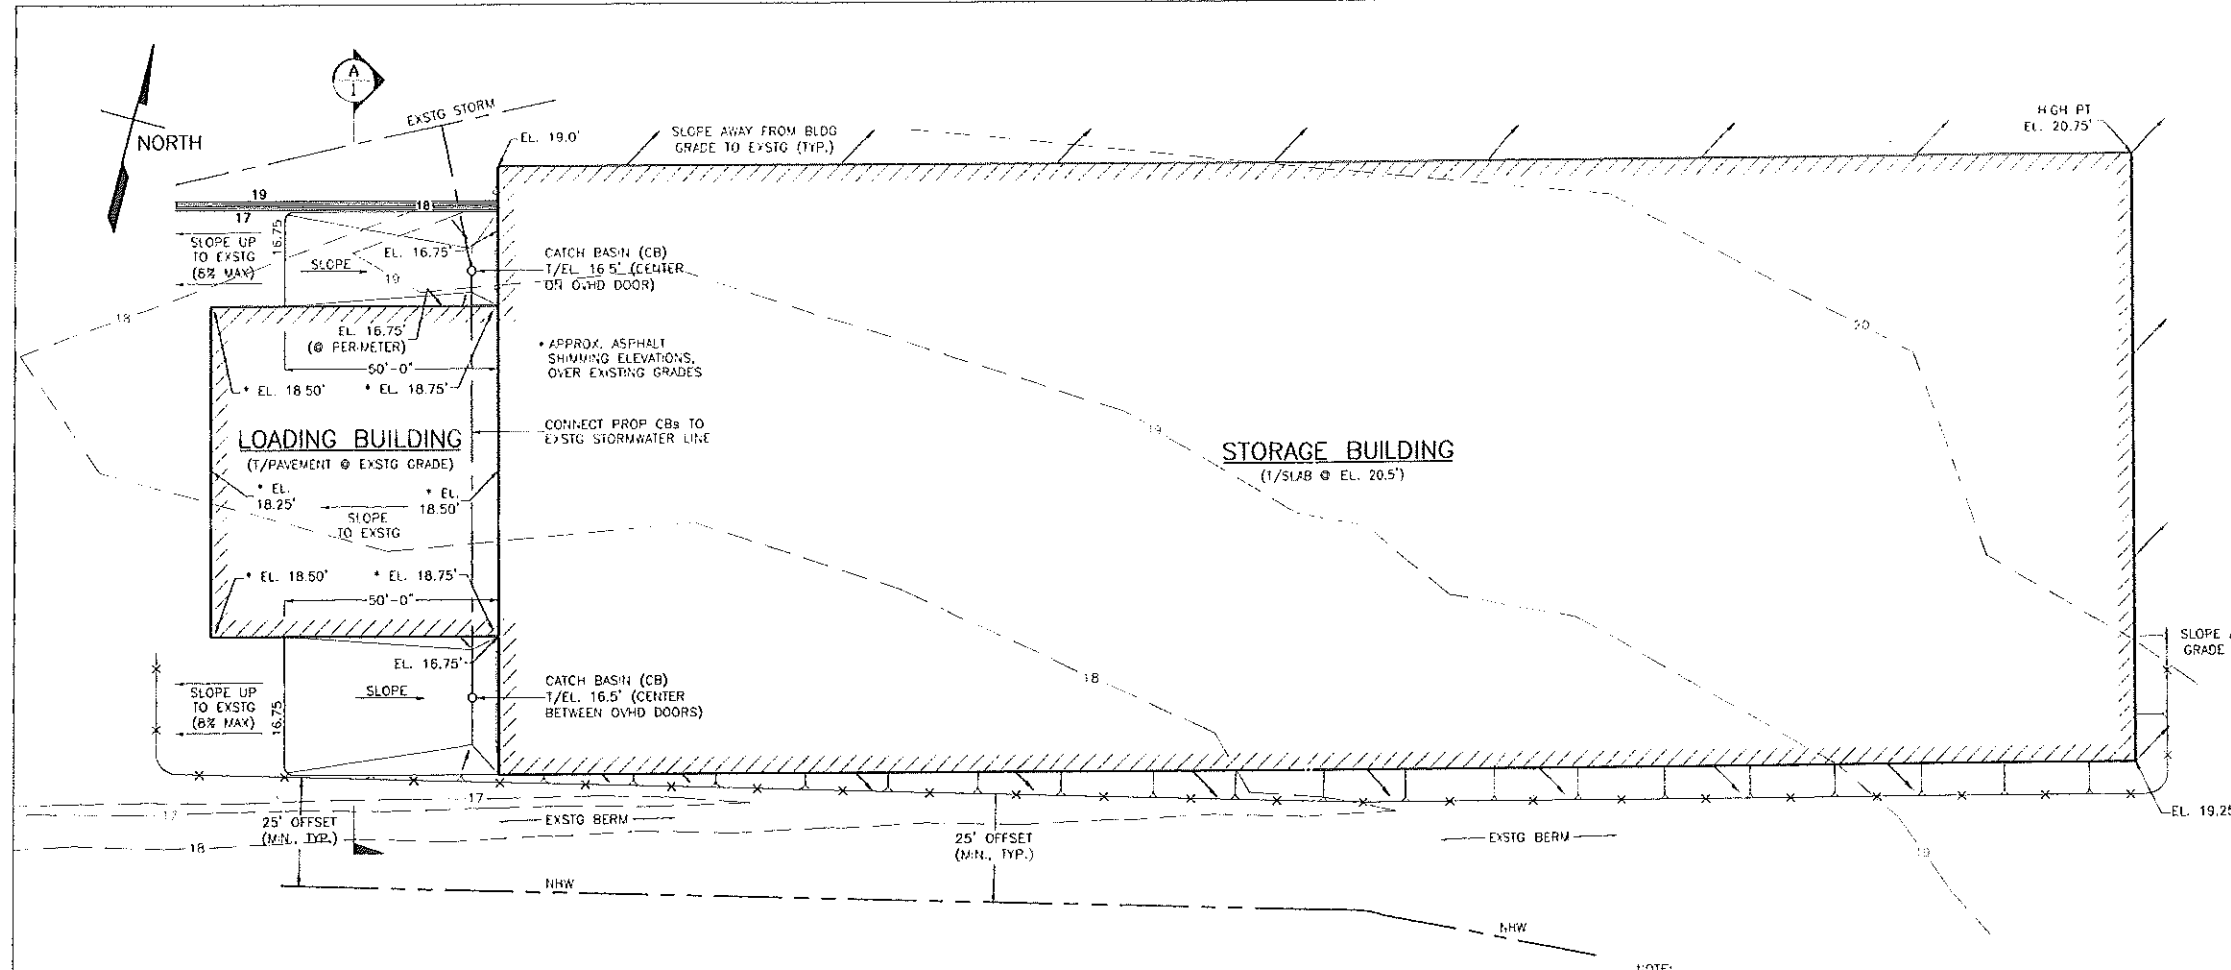 A
1
NORTH
EXSTG STORM
EL. 19.0'
SLOPE AWAY FROM BLDG
GRADE TO EXSTG (TYP.)
HIGH PT
EL. 20.75'
19
18
17
16.75
SLOPE UP
TO EXSTG
(8% MAX)
SLOPE
EL. 16.75'
19
CATCH BASIN (CB)
T/EL. 16.5' (CENTER
ON OVHD DOOR)
18
EL. 16.75'
(@ PERIMETER)
50'-0"
* APPROX. ASPHALT
SHIMMING ELEVATIONS,
OVER EXISTING GRADES
20
* EL. 18.50'
* EL. 18.75'
CONNECT PROP CBs TO
EXSTG STORMWATER LINE
19
LOADING BUILDING
(T/PAVEMENT @ EXSTG GRADE)
STORAGE BUILDING
(T/SLAB @ EL. 20.5')
* EL.
18.25'
* EL.
18.50'
SLOPE
TO EXSTG
* EL. 18.50'
* EL. 18.75'
50'-0"
SLOPE
GRADE
EL. 16.75'
18
SLOPE UP
TO EXSTG
(8% MAX)
16.75
SLOPE
CATCH BASIN (CB)
T/EL. 16.5' (CENTER
BETWEEN OVHD DOORS)
17
17
EXSTG BERM
25' OFFSET
(MIN., TYP.)
18
25' OFFSET
(MIN., TYP.)
EXSTG BERM
EL. 19.25
19
NHW
NHW
NOTE: